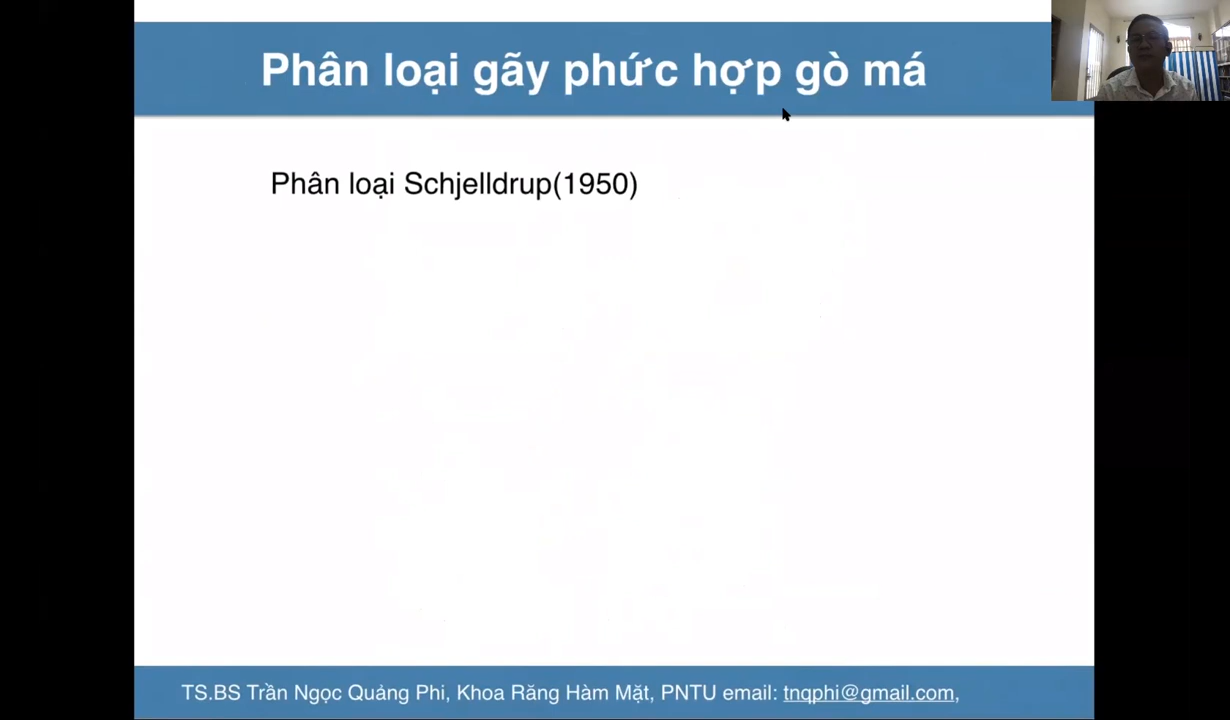 Phân loại gãy phức hợp gò má
Phân loại Schjelldrup(1950)
TS.BS Trần Ngọc Quảng Phi, Khoa Răng Hàm Mặt, PNTU email: tnqphi@gmail.com,